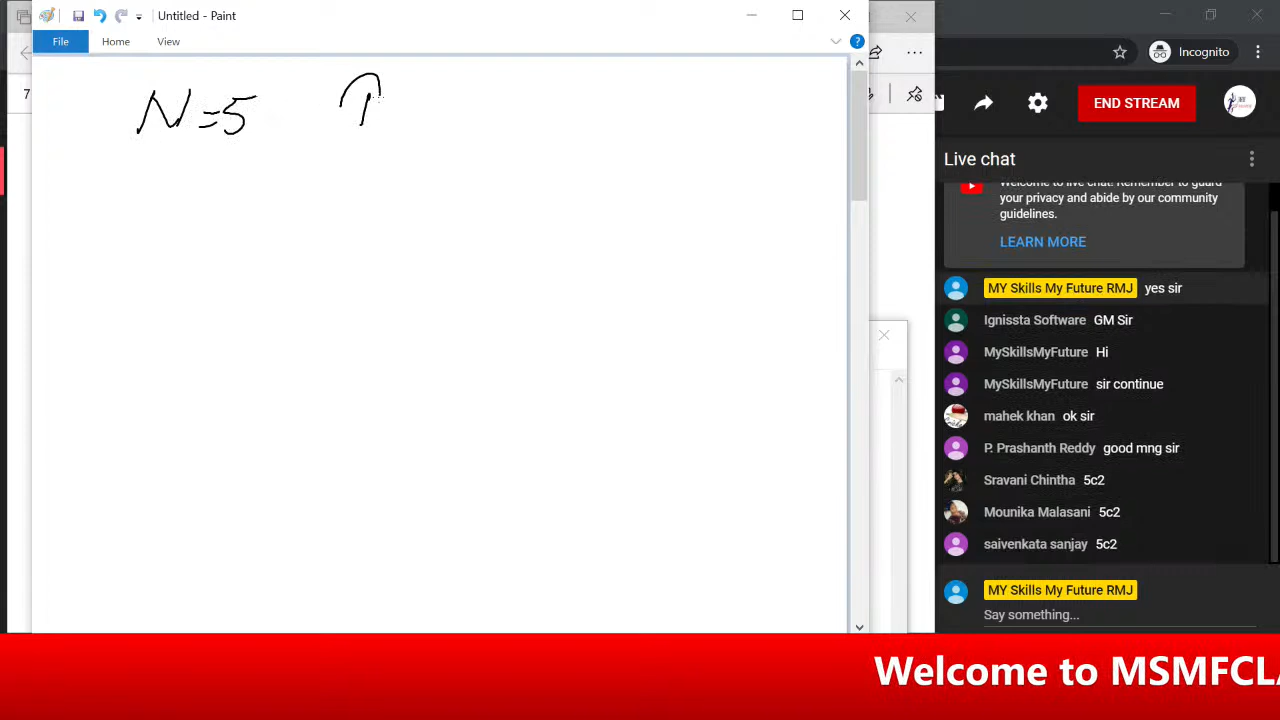 Untitled - Paint
File Home View
7
N=5
Incognito
END STREAM
Live chat
Welcome to live chat! Remember to guard
your privacy and abide by our community
guidelines.
LEARN MORE
MY Skills My Future RMJ yes sir
Ignissta Software GM Sir
MySkillsMyFuture Hi
MySkillsMyFuture sir continue
mahek khan ok sir
P. Prashanth Reddy good mng sir
Sravani Chintha 5c2
Mounika Malasani 5c2
saivenkata sanjay 5c2
MY Skills My Future RMJ
Say something...
Welcome to MSMFCLA